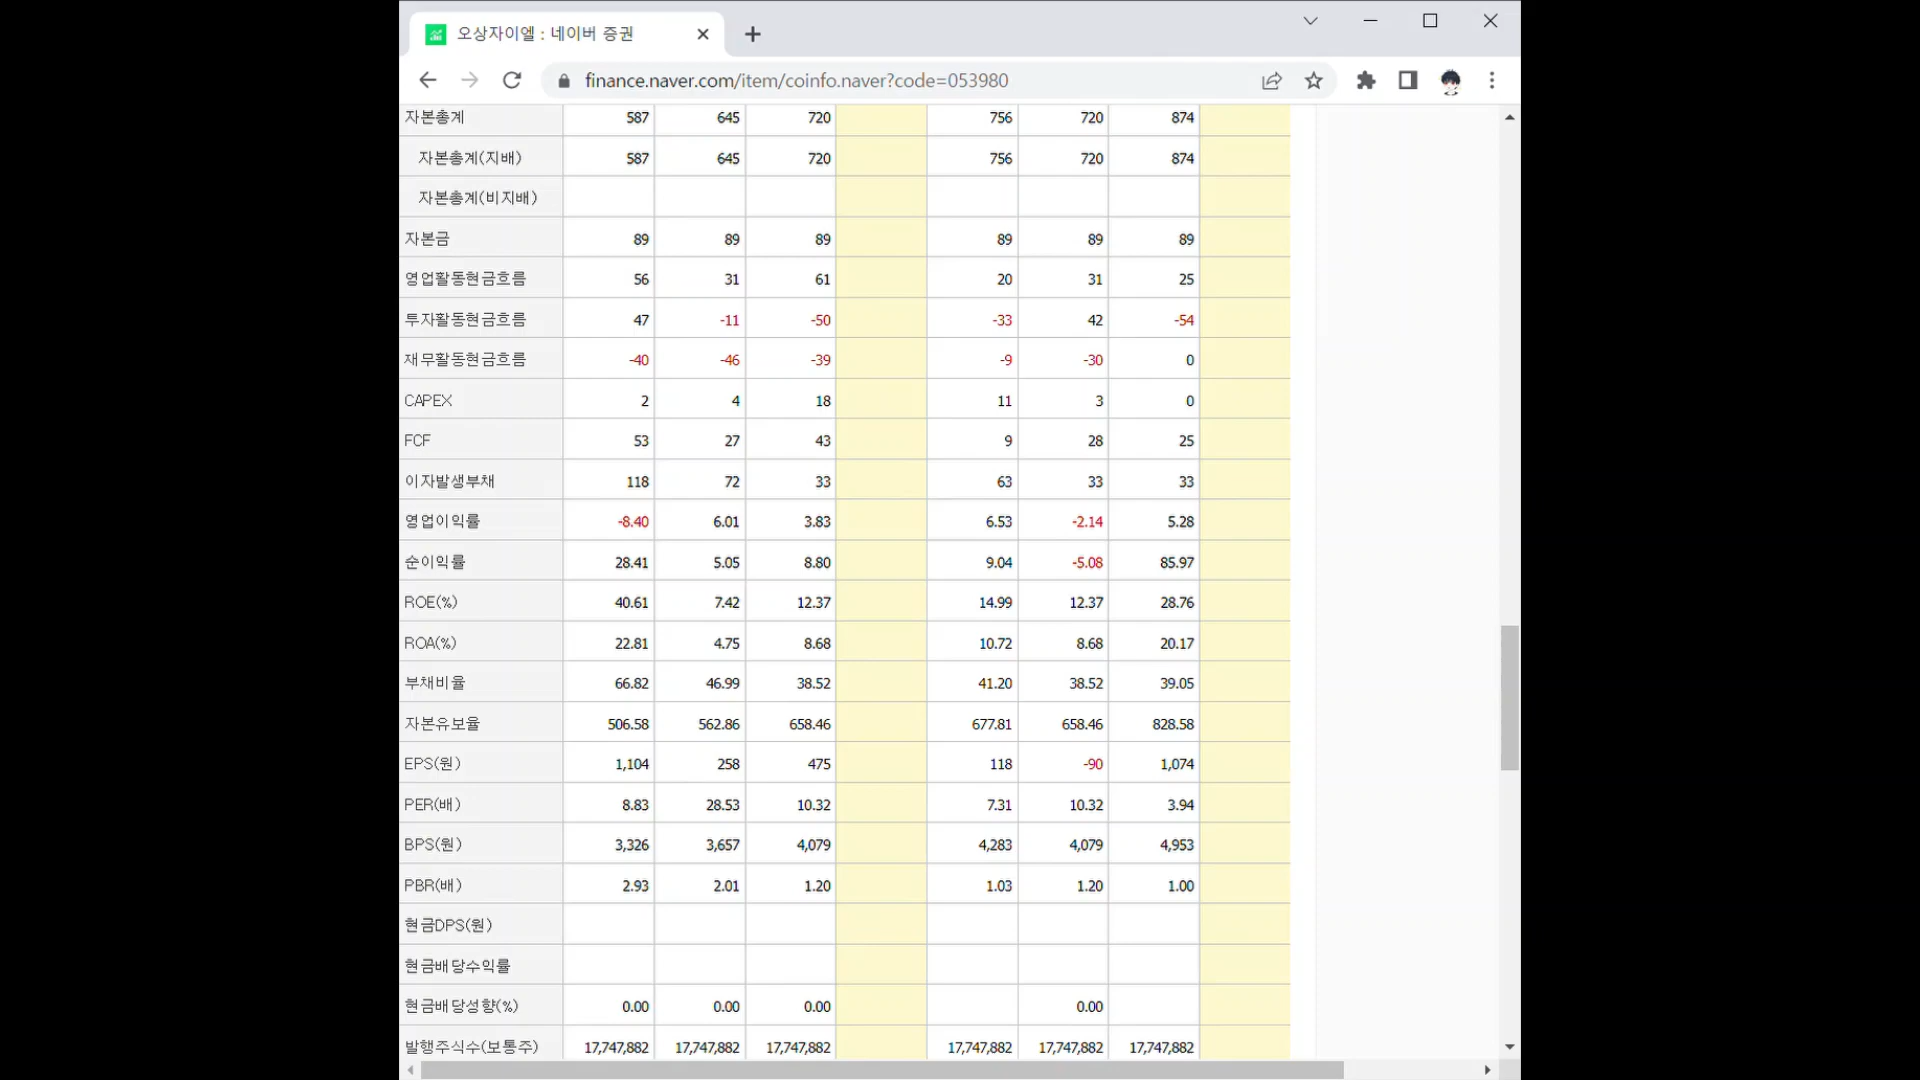 오상자이엘 : 네이버 증권
finance.naver.com/item/coinfo.naver?code=053980
자본총계 587 645 720 756 720 874
자본총계(지배) 587 645 720 756 720 874
자본총계(비지배)
자본금 89 89 89 89 89 89
영업활동현금흐름 56 31 61 20 31 25
투자활동현금흐름 47 -11 -50 -33 42 -54
재무활동현금흐름 -40 -46 -39 -9 -30 0
CAPEX 2 4 18 11 3 0
FCF 53 27 43 9 28 25
이자발생부채 118 72 33 63 33 33
영업이익률 -8.40 6.01 3.83 6.53 -2.14 5.28
순이익률 28.41 5.05 8.80 9.04 -5.08 85.97
ROE(%) 40.61 7.42 12.37 14.99 12.37 28.76
ROA(%) 22.81 4.75 8.68 10.72 8.68 20.17
부채비율 66.82 46.99 38.52 41.20 38.52 39.05
자본유보율 506.58 562.86 658.46 677.81 658.46 828.58
EPS(원) 1,104 258 475 118 -90 1,074
PER(배) 8.83 28.53 10.32 7.31 10.32 3.94
BPS(원) 3,326 3,657 4,079 4,283 4,079 4,953
PBR(배) 2.93 2.01 1.20 1.03 1.20 1.00
현금DPS(원)
현금배당수익률
현금배당성향(%) 0.00 0.00 0.00 0.00
발행주식수(보통주) 17,747,882 17,747,882 17,747,882 17,747,882 17,747,882 17,747,882